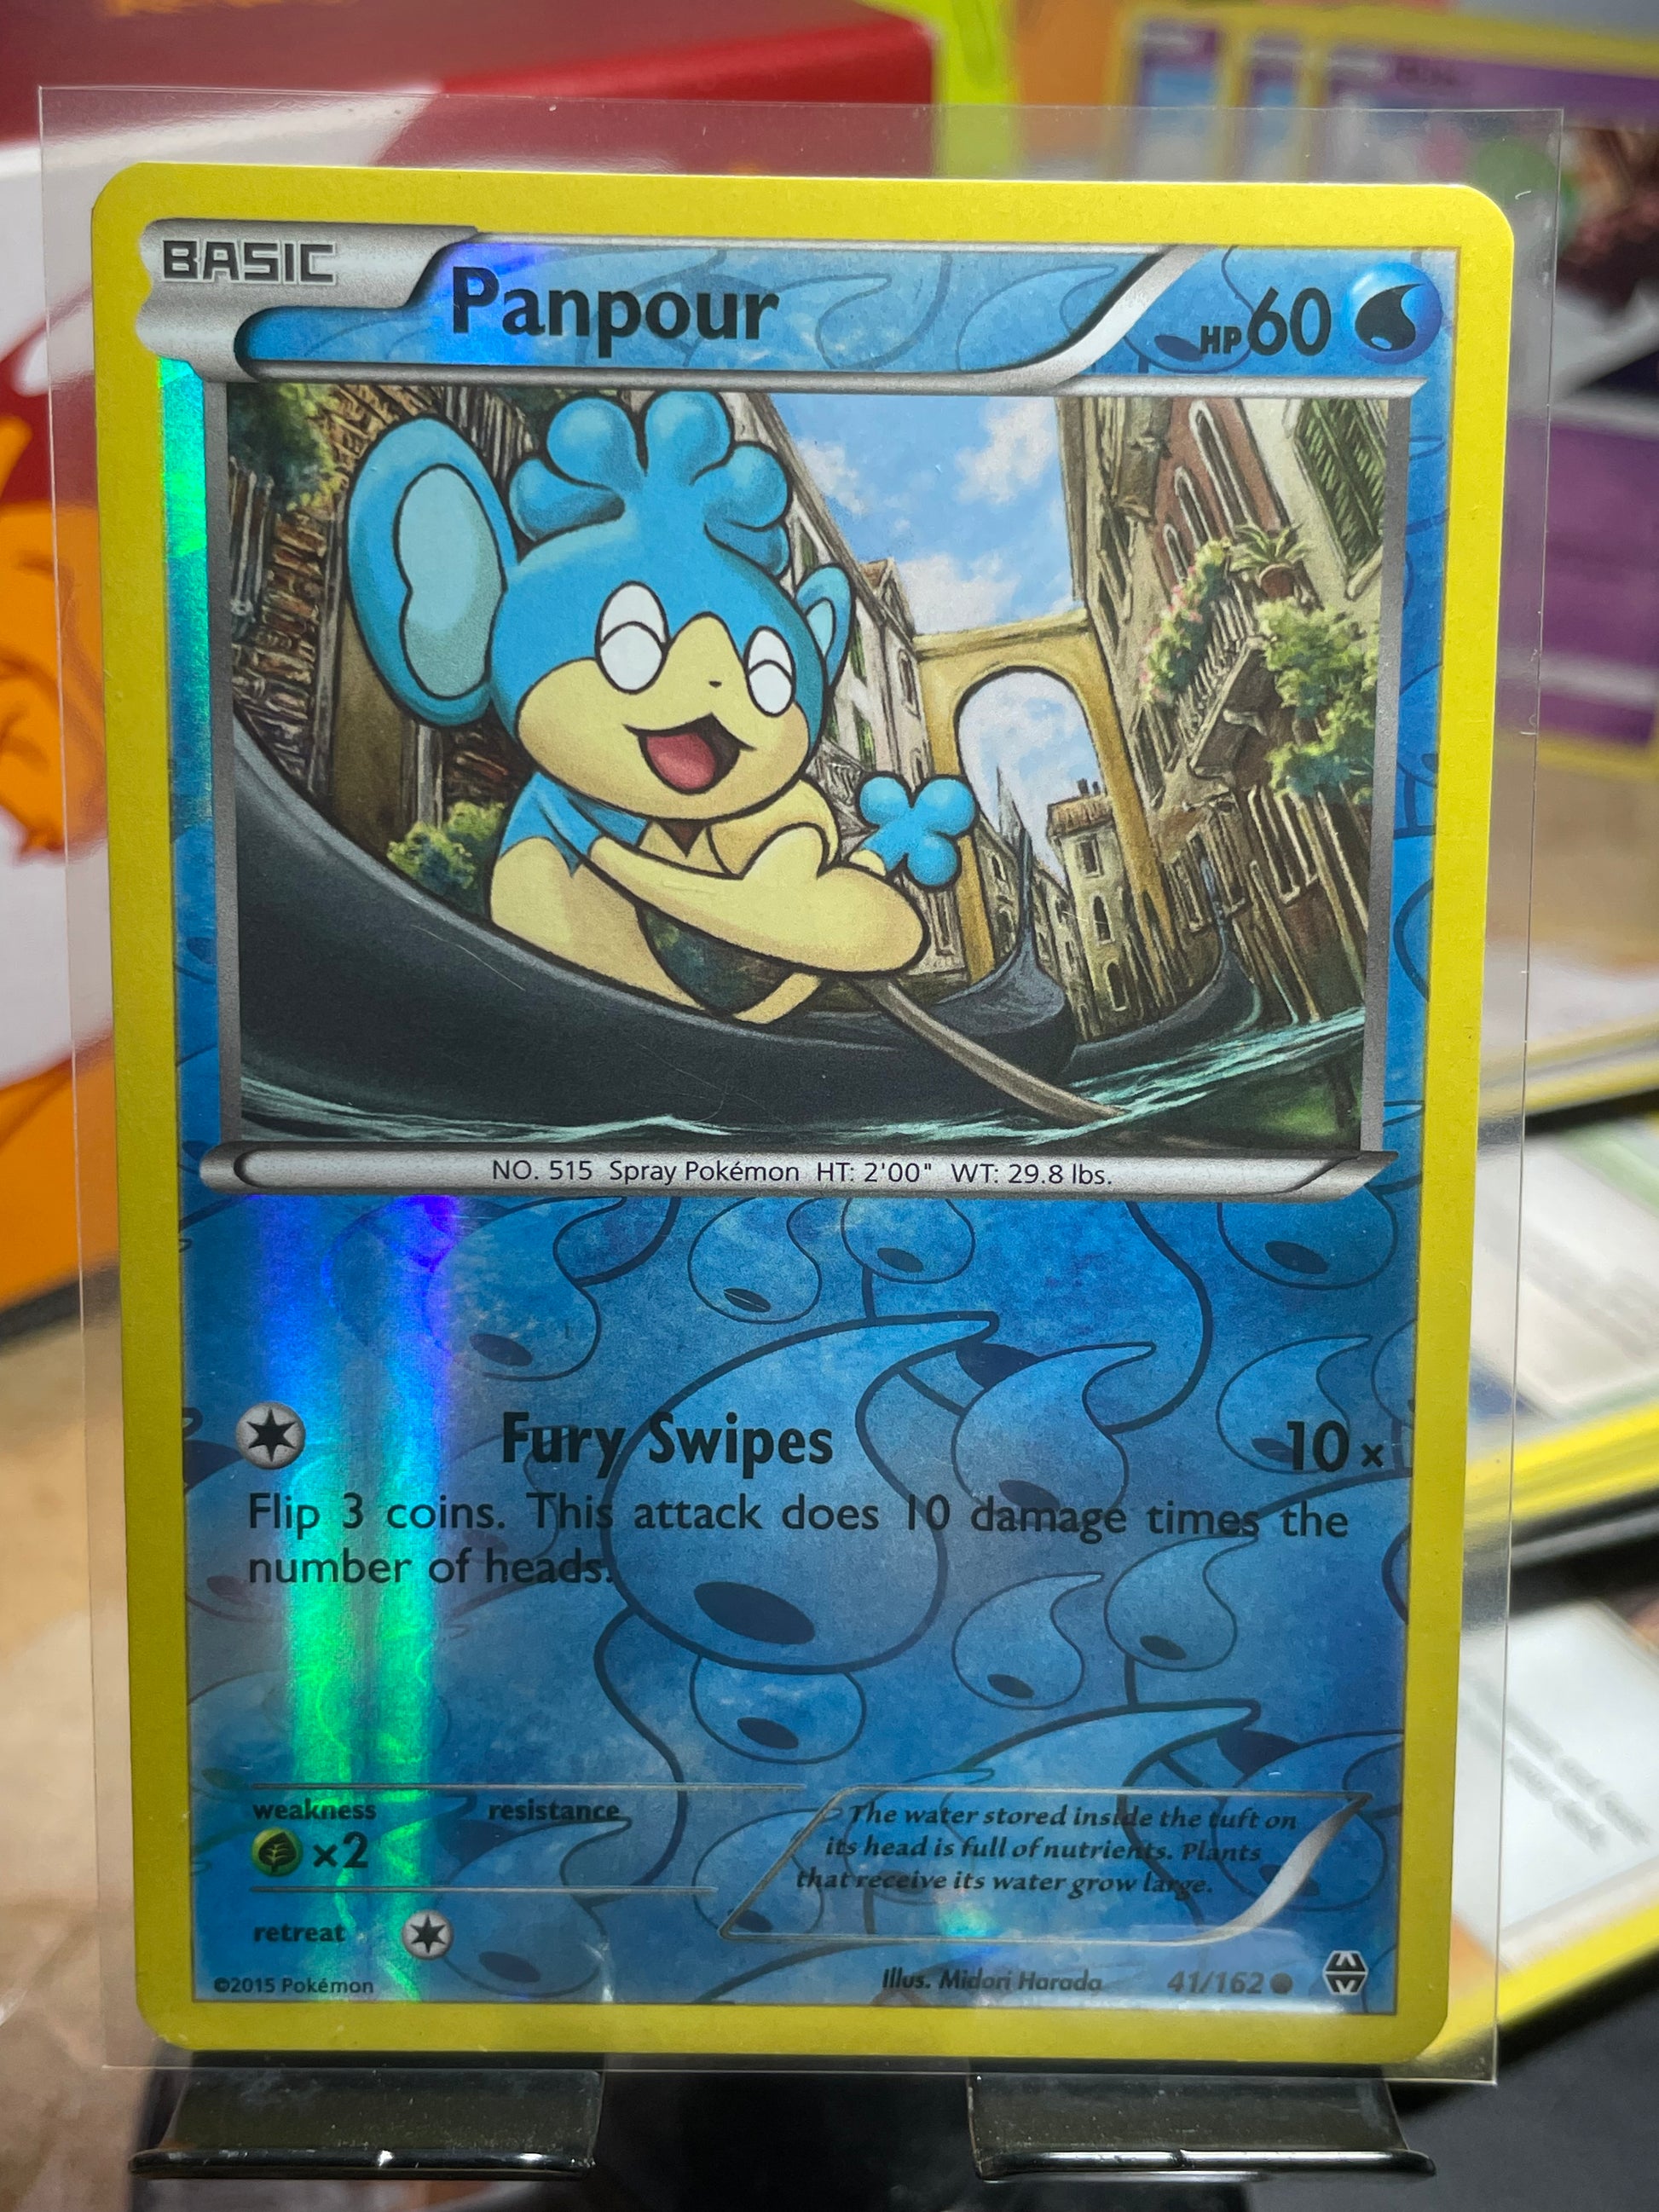 BASIC
Panpour
HP60
NO. 515 Spray Pokémon HT: 2'00" WT: 29.8 lbs.
Fury Swipes 10×
Flip 3 coins. This attack does 10 damage times the
number of heads.
weakness resistance
×2
The water stored inside the tuft on
its head is full of nutrients. Plants
that receive its water grow large.
retreat
©2015 Pokémon
Illus. Midori Harada 41/162